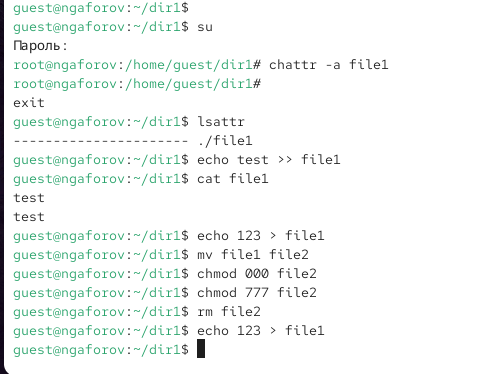 guest@ngaforov:~/dir1$
guest@ngaforov:~/dir1$ su
Пароль:
root@ngaforov:/home/guest/dir1# chattr -a file1
root@ngaforov:/home/guest/dir1#
exit
guest@ngaforov:~/dir1$ lsattr
---------------------- ./file1
guest@ngaforov:~/dir1$ echo test >> file1
guest@ngaforov:~/dir1$ cat file1
test
test
guest@ngaforov:~/dir1$ echo 123 > file1
guest@ngaforov:~/dir1$ mv file1 file2
guest@ngaforov:~/dir1$ chmod 000 file2
guest@ngaforov:~/dir1$ chmod 777 file2
guest@ngaforov:~/dir1$ rm file2
guest@ngaforov:~/dir1$ echo 123 > file1
guest@ngaforov:~/dir1$